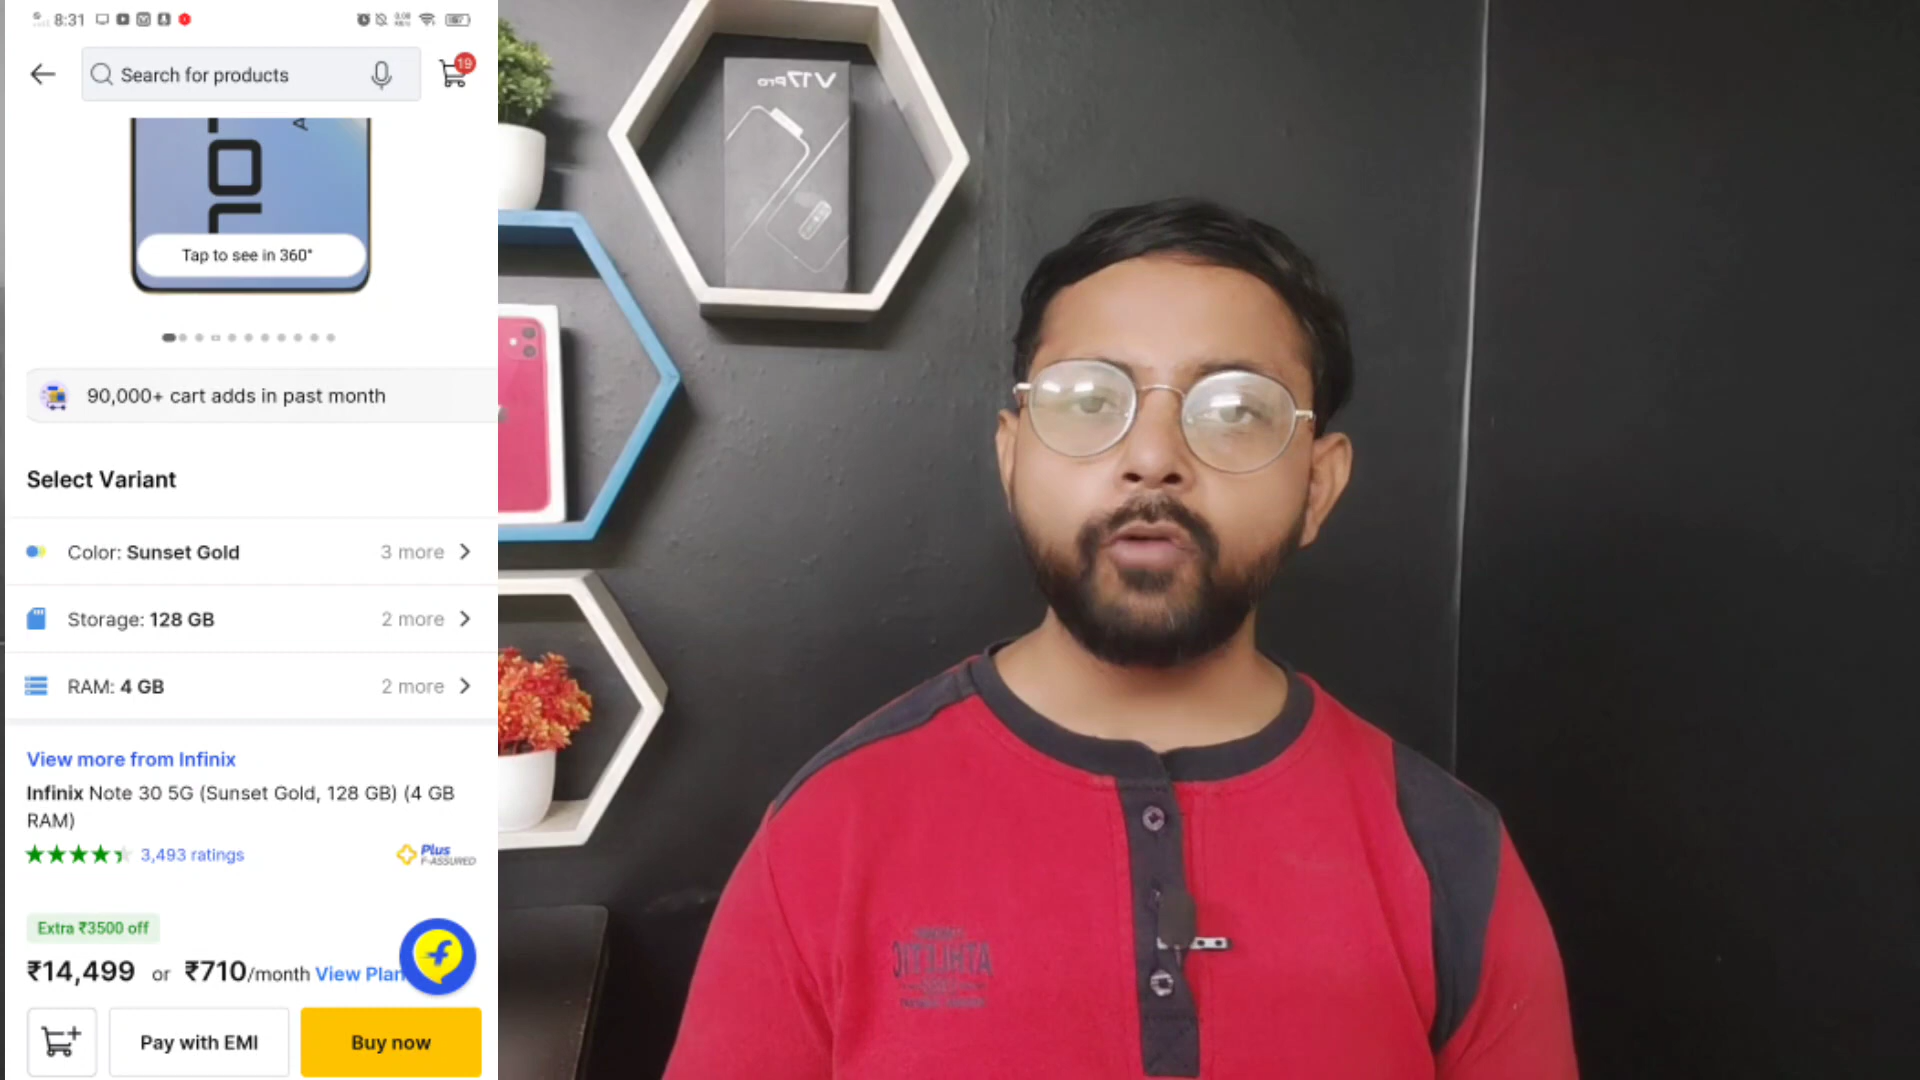 8:31
Search for products
19
Tap to see in 360°
90,000+ cart adds in past month
Select Variant
Color: Sunset Gold
3 more
Storage: 128 GB
2 more
RAM: 4 GB
2 more
View more from Infinix
Infinix Note 30 5G (Sunset Gold, 128 GB) (4 GB
RAM)
3,493 ratings
Plus
F-ASSURED
Extra ₹3500 off
₹14,499 or ₹710/month View Plan
Pay with EMI
Buy now
V17 Pro
ATHLETIC